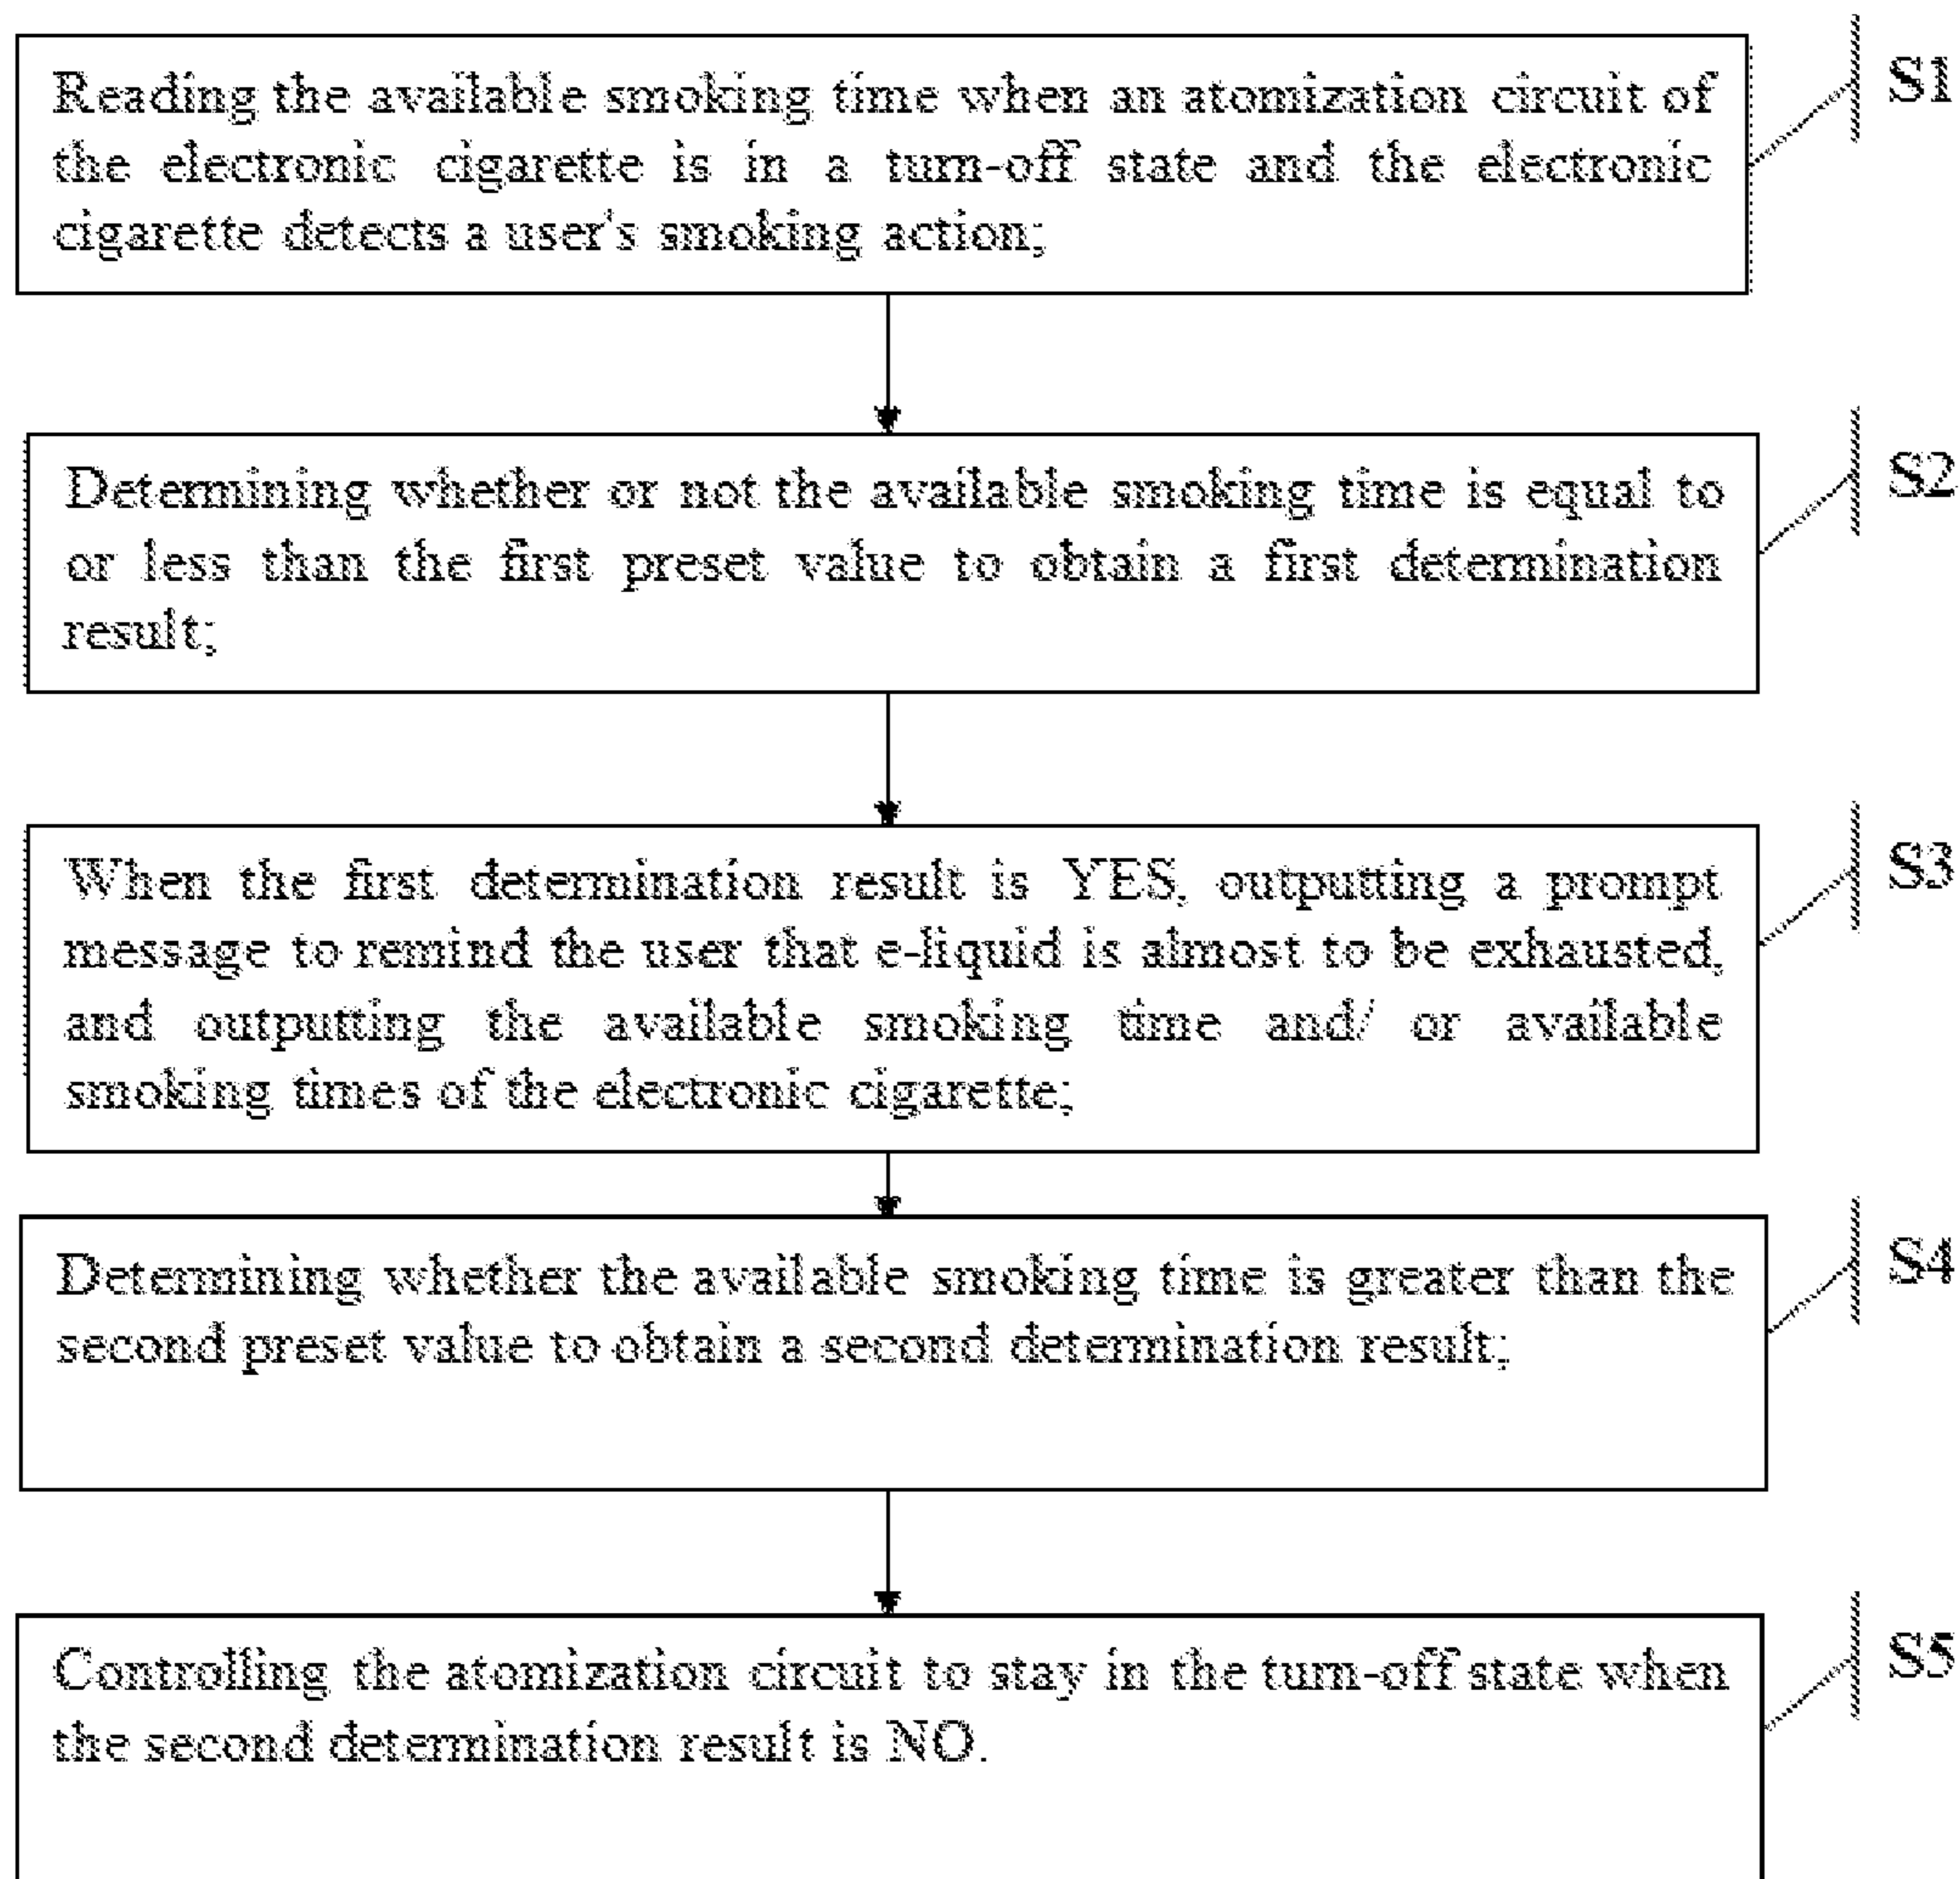 Reading the available smoking time when an atomization circuit of
the electronic cigarette is in a turn-off state and the electronic
cigarette detects a user's smoking action;
S1
Determining whether or not the available smoking time is equal to
or less than the first preset value to obtain a first determination
result;
S2
When the first determination result is YES, outputting a prompt
message to remind the user that e-liquid is almost to be exhausted,
and outputting the available smoking time and/ or available
smoking times of the electronic cigarette;
S3
Determining whether the available smoking time is greater than the
second preset value to obtain a second determination result;
S4
Controlling the atomization circuit to stay in the turn-off state when
the second determination result is NO.
S5